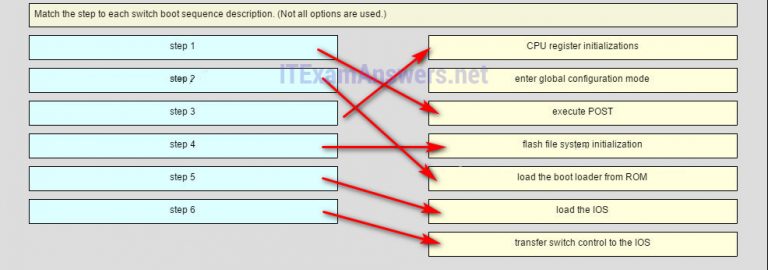 Match the step to each switch boot sequence description. (Not all options are used.)
step 1
CPU register initializations
ITExamAnswers.net
step 2
enter global configuration mode
step 3
execute POST
step 4
flash file system initialization
step 5
load the boot loader from ROM
step 6
load the IOS
transfer switch control to the IOS